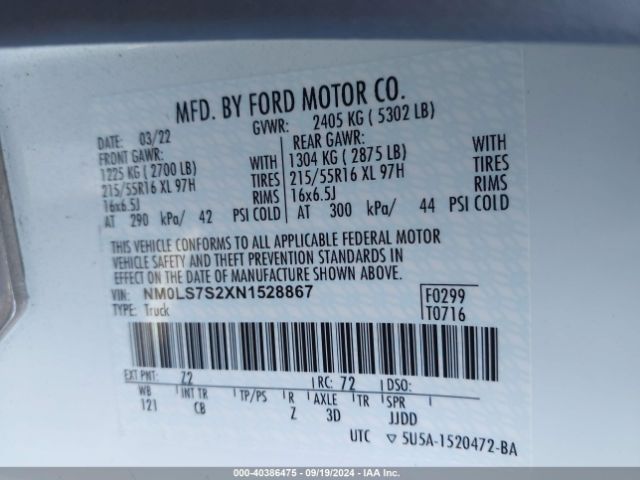 MFD. BY FORD MOTOR CO.
DATE: 03/22 GVWR: 2405 KG ( 5302 LB)
FRONT GAWR: REAR GAWR:
1225 KG ( 2700 LB) WITH 1304 KG ( 2875 LB) WITH
215/55R16 XL 97H TIRES 215/55R16 XL 97H TIRES
16x6.5J RIMS 16x6.5J RIMS
AT 290 kPa/ 42 PSI COLD AT 300 kPa/ 44 PSI COLD
THIS VEHICLE CONFORMS TO ALL APPLICABLE FEDERAL MOTOR
VEHICLE SAFETY AND THEFT PREVENTION STANDARDS IN
EFFECT ON THE DATE OF MANUFACTURE SHOWN ABOVE.
VIN: NM0LS7S2XN1528867 F0299
TYPE: Truck T0716
EXT PNT: Z2 RC: 72 DSO:
WB INT TR TP/PS R AXLE TR SPR
121 CB Z 3D JJDD
UTC ▽ 5U5A-1520472-BA
000-40386475 - 09/19/2024 - IAAI.COM